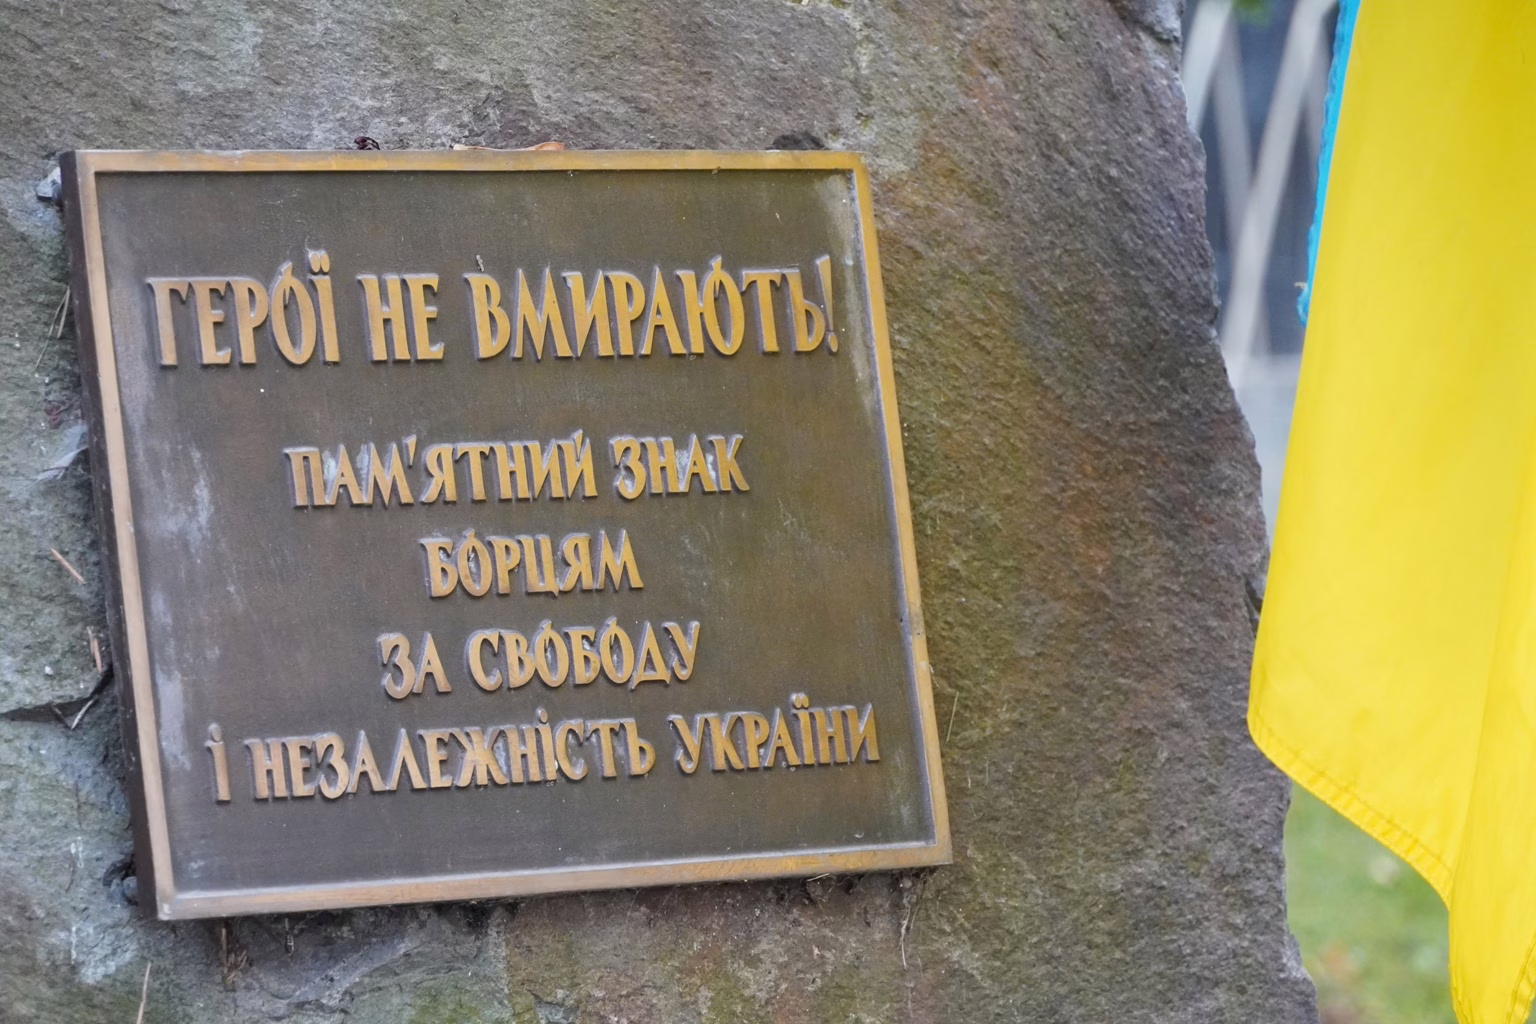 ГЕРОЇ НЕ ВМИРАЮТЬ!
ПАМ'ЯТНИЙ ЗНАК
БОРЦЯМ
ЗА СВОБОДУ
І НЕЗАЛЕЖНІСТЬ УКРАЇНИ